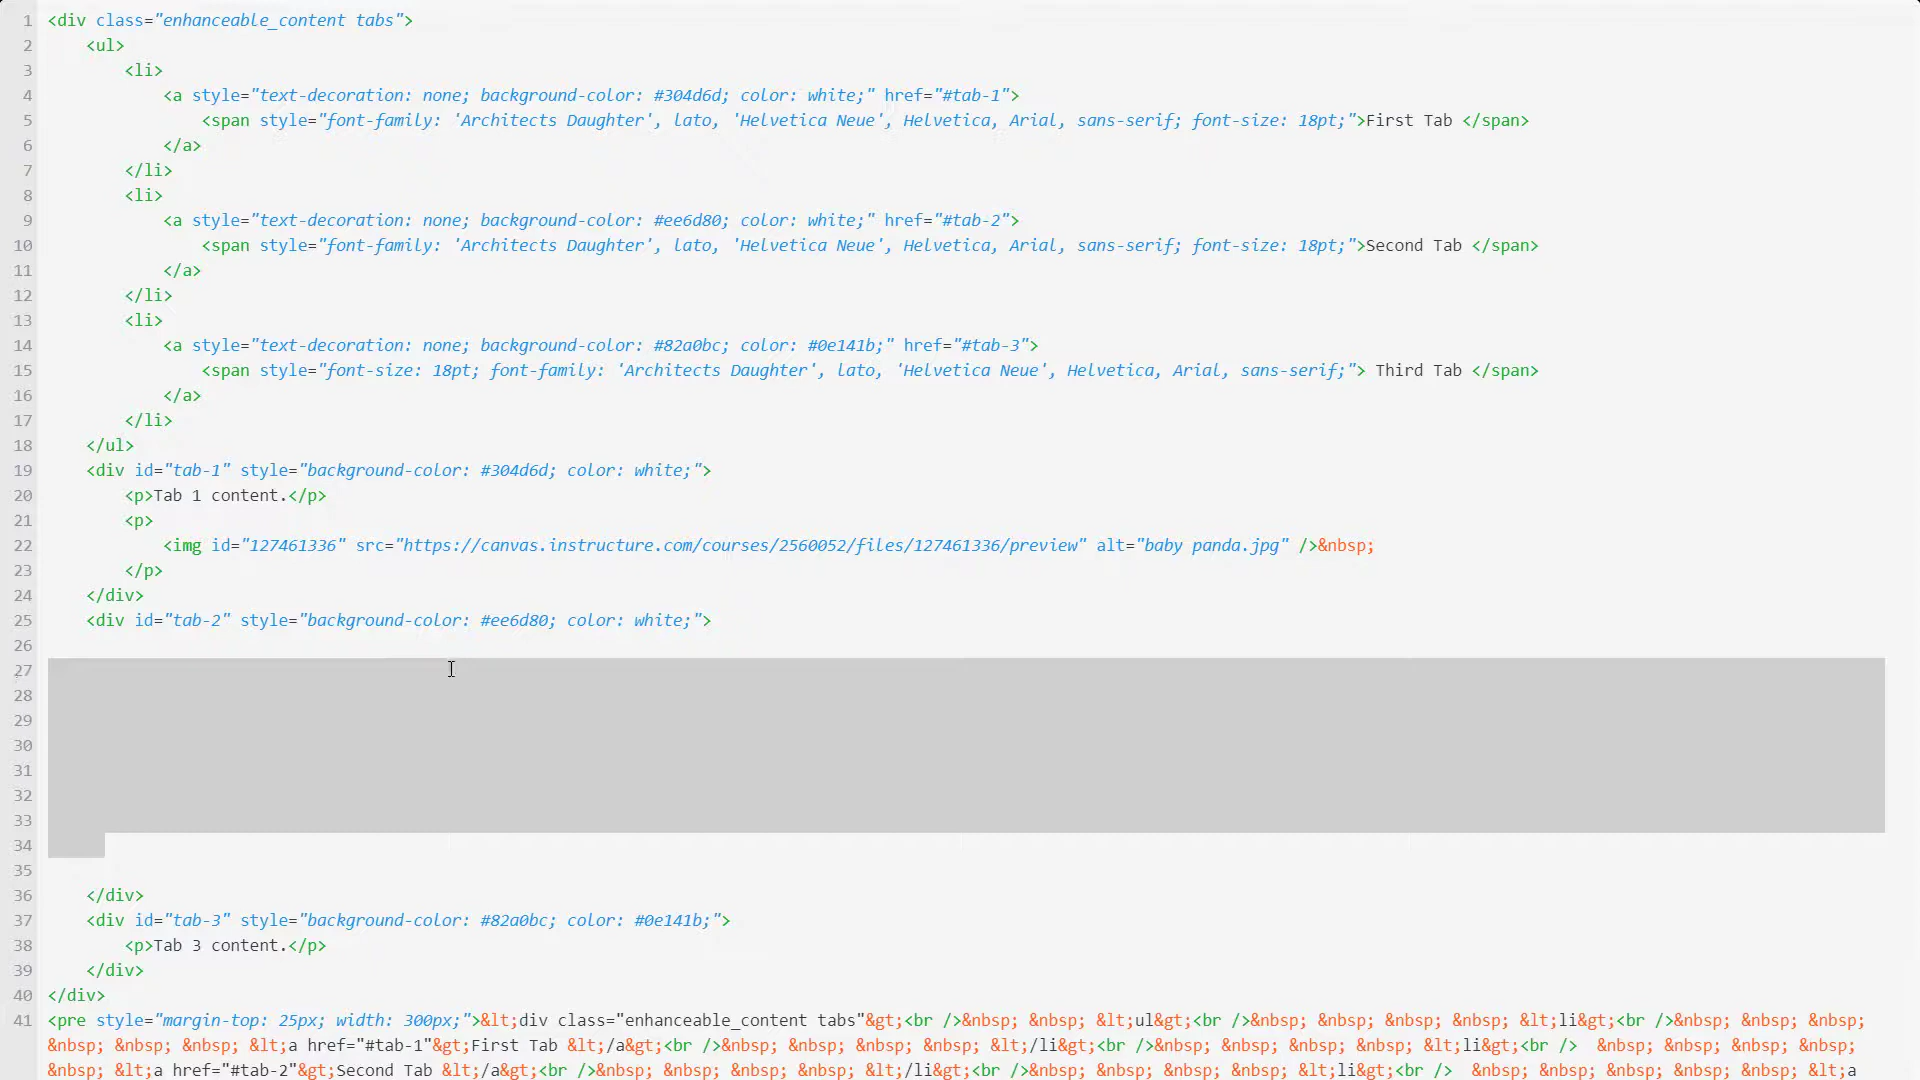 1 <div class="enhanceable_content tabs">
2 <ul>
3 <li>
4 <a style="text-decoration: none; background-color: #304d6d; color: white;" href="#tab-1">
5 <span style="font-family: 'Architects Daughter', lato, 'Helvetica Neue', Helvetica, Arial, sans-serif; font-size: 18pt;">First Tab </span>
6 </a>
7 </li>
8 <li>
9 <a style="text-decoration: none; background-color: #ee6d80; color: white;" href="#tab-2">
10 <span style="font-family: 'Architects Daughter', lato, 'Helvetica Neue', Helvetica, Arial, sans-serif; font-size: 18pt;">Second Tab </span>
11 </a>
12 </li>
13 <li>
14 <a style="text-decoration: none; background-color: #82a0bc; color: #0e141b;" href="#tab-3">
15 <span style="font-size: 18pt; font-family: 'Architects Daughter', lato, 'Helvetica Neue', Helvetica, Arial, sans-serif;"> Third Tab </span>
16 </a>
17 </li>
18 </ul>
19 <div id="tab-1" style="background-color: #304d6d; color: white;">
20 <p>Tab 1 content.</p>
21 <p>
22 <img id="127461336" src="https://canvas.instructure.com/courses/2560052/files/127461336/preview" alt="baby panda.jpg" />&nbsp;
23 </p>
24 </div>
25 <div id="tab-2" style="background-color: #ee6d80; color: white;">
26
27
28
29
30
31
32
33
34
35
36 </div>
37 <div id="tab-3" style="background-color: #82a0bc; color: #0e141b;">
38 <p>Tab 3 content.</p>
39 </div>
40 </div>
41 <pre style="margin-top: 25px; width: 300px;">&lt;div class="enhanceable_content tabs"&gt;<br />&nbsp; &nbsp; &lt;ul&gt;<br />&nbsp; &nbsp; &nbsp; &nbsp; &lt;li&gt;<br />&nbsp; &nbsp; &nbsp;
&nbsp; &nbsp; &nbsp; &lt;a href="#tab-1"&gt;First Tab &lt;/a&gt;<br />&nbsp; &nbsp; &nbsp; &nbsp; &lt;/li&gt;<br />&nbsp; &nbsp; &nbsp; &nbsp; &lt;li&gt;<br /> &nbsp; &nbsp; &nbsp; &nbsp;
&nbsp; &lt;a href="#tab-2"&gt;Second Tab &lt;/a&gt;<br />&nbsp; &nbsp; &nbsp; &nbsp; &lt;/li&gt;<br />&nbsp; &nbsp; &nbsp; &nbsp; &lt;li&gt;<br /> &nbsp; &nbsp; &nbsp; &nbsp; &nbsp; &lt;a